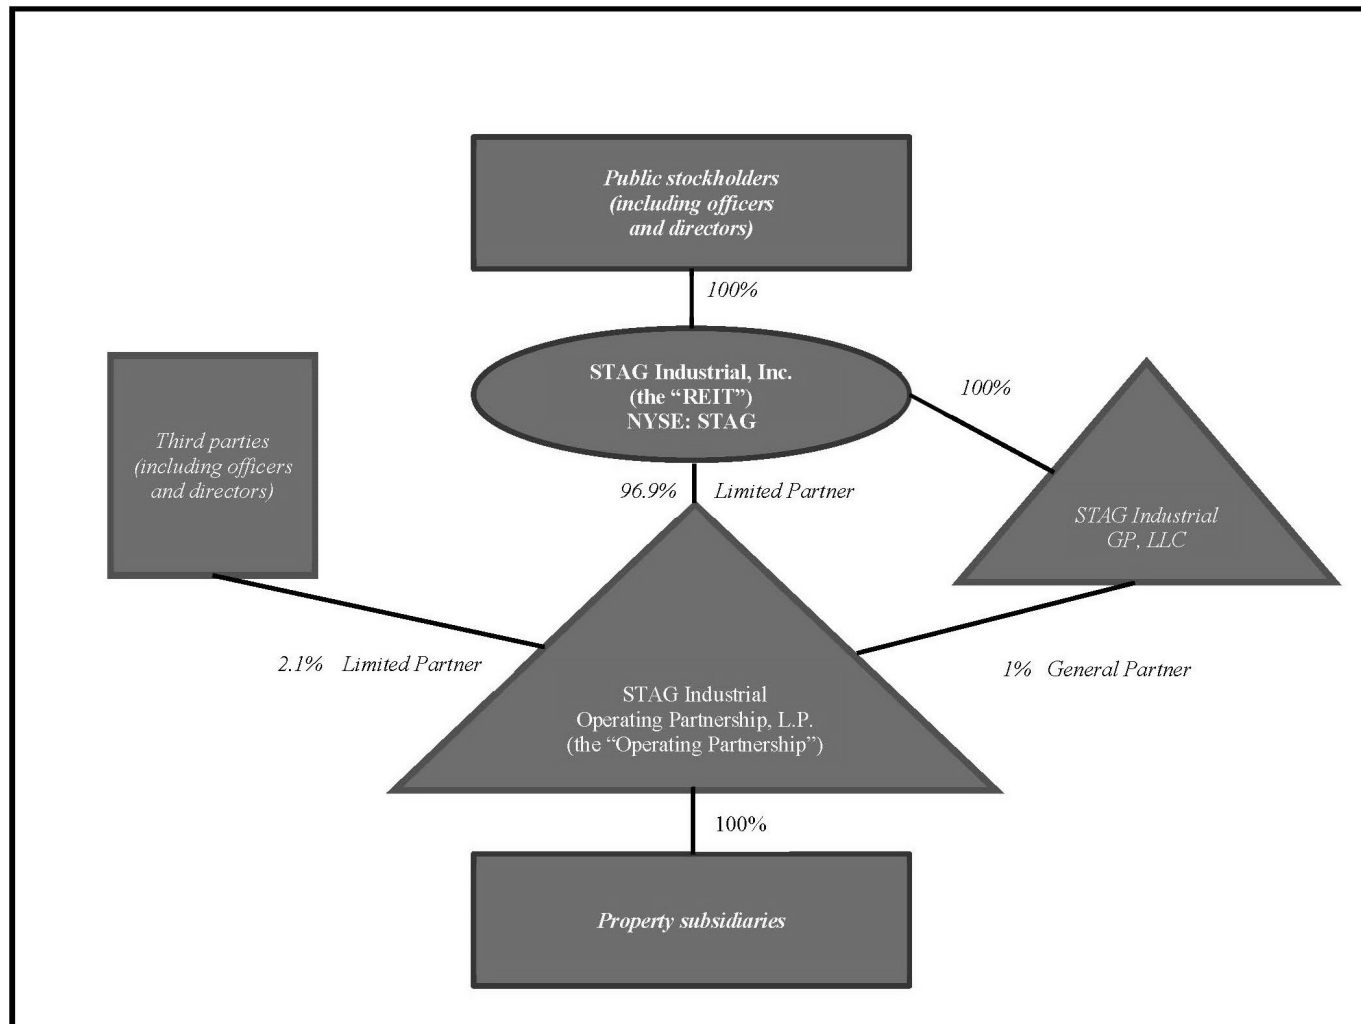 Public stockholders
(including officers
and directors)
100%
STAG Industrial, Inc.
(the “REIT”)
NYSE: STAG
100%
Third parties
(including officers
and directors)
96.9% Limited Partner
STAG Industrial
GP, LLC
2.1% Limited Partner
1% General Partner
STAG Industrial
Operating Partnership, L.P.
(the “Operating Partnership”)
100%
Property subsidiaries